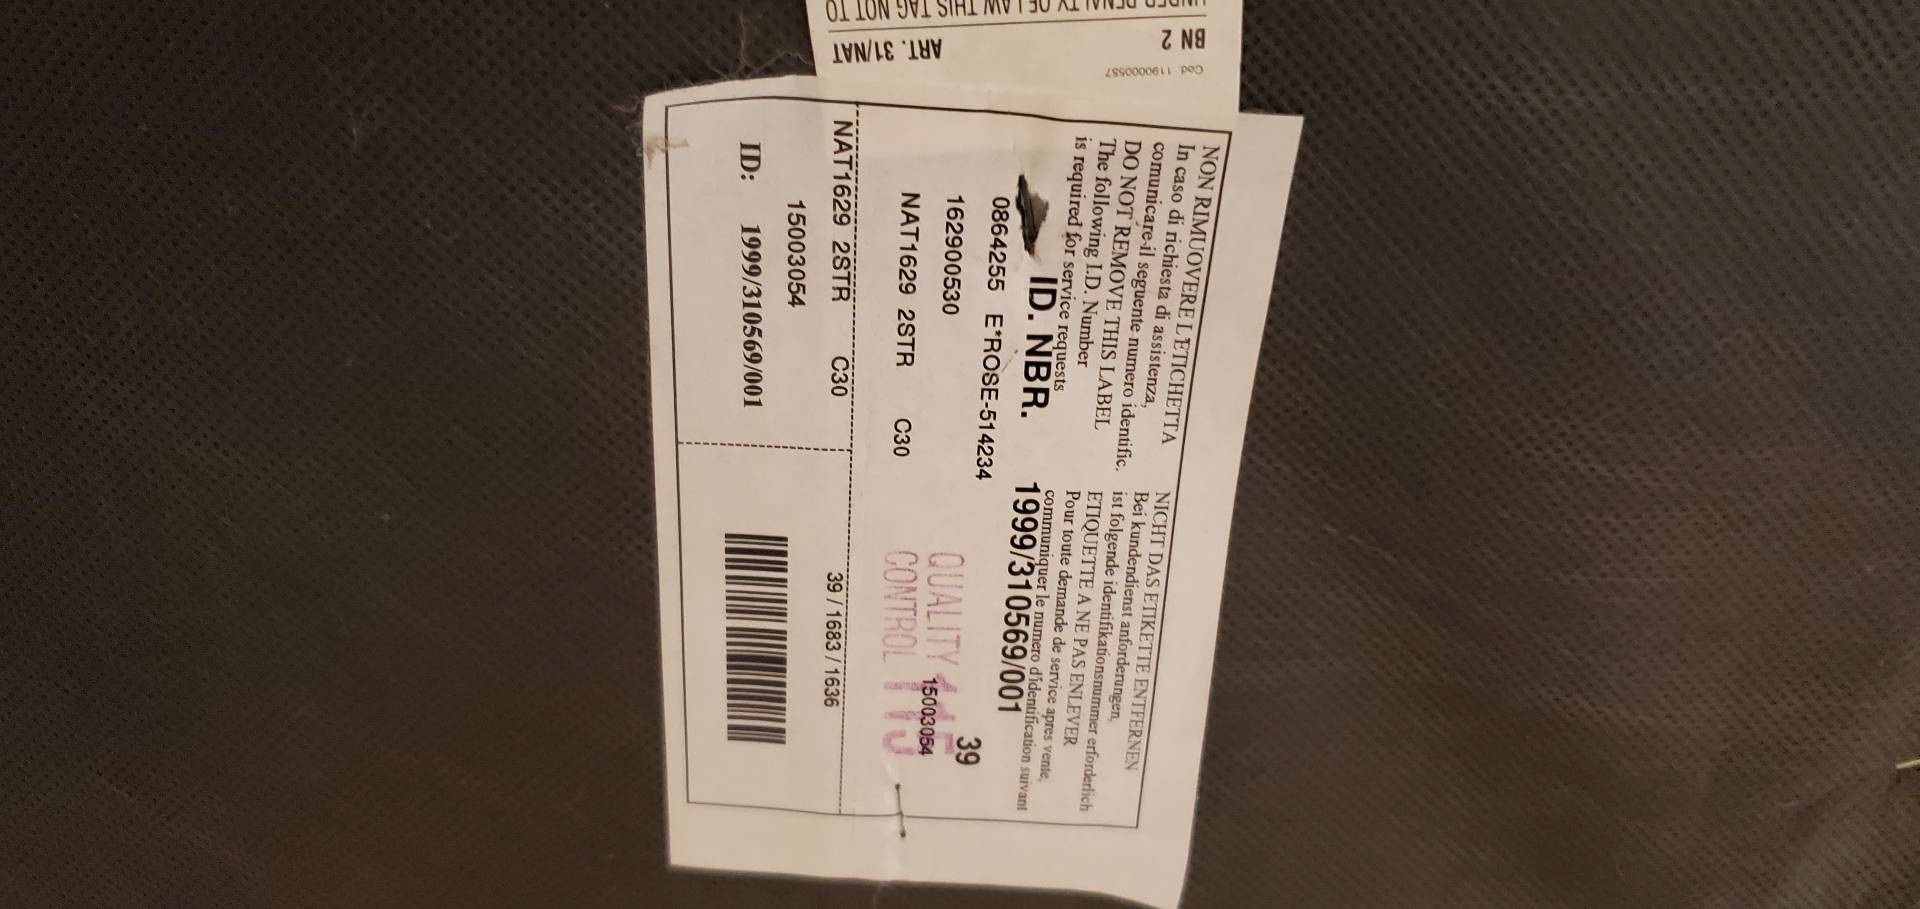 UNDER PENALTY OF LAW THIS TAG NOT TO
BN 2 ART. 31/NAT
Cod. 1190000557
NON RIMUOVERE L'ETICHETTA
In caso di richiesta di assistenza,
comunicare il seguente numero identific.
DO NOT REMOVE THIS LABEL
The following I.D. Number
is required for service requests
NICHT DAS ETIKETTE ENTFERNEN
Bei kundendienst anforderungen,
ist folgende identifikationsnummer erforderlich
ETIQUETTE A NE PAS ENLEVER
Pour toute demande de service apres vente,
communiquer le numero d'identification suivant
ID. NBR. 1999/310569/001
0864255 E*ROSE-514234 39
162900530 15003054
NAT1629 2STR C30
QUALITY
CONTROL 115
NAT1629 2STR C30 39 / 1683 / 1636
15003054
ID: 1999/310569/001